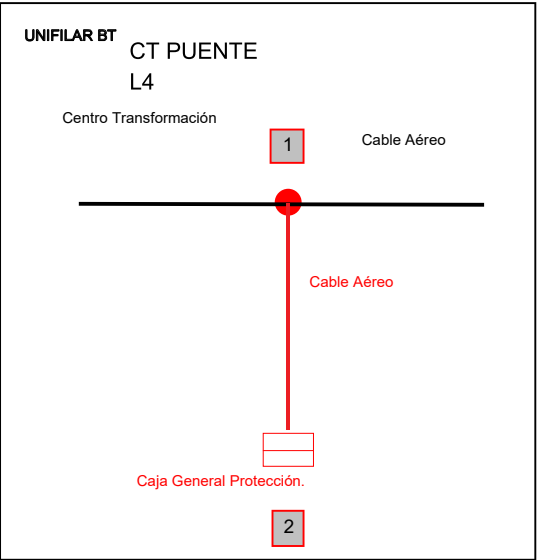 UNIFILAR BT
CT PUENTE
L4
Centro Transformación
1
Cable Aéreo
Cable Aéreo
Caja General Protección.
2